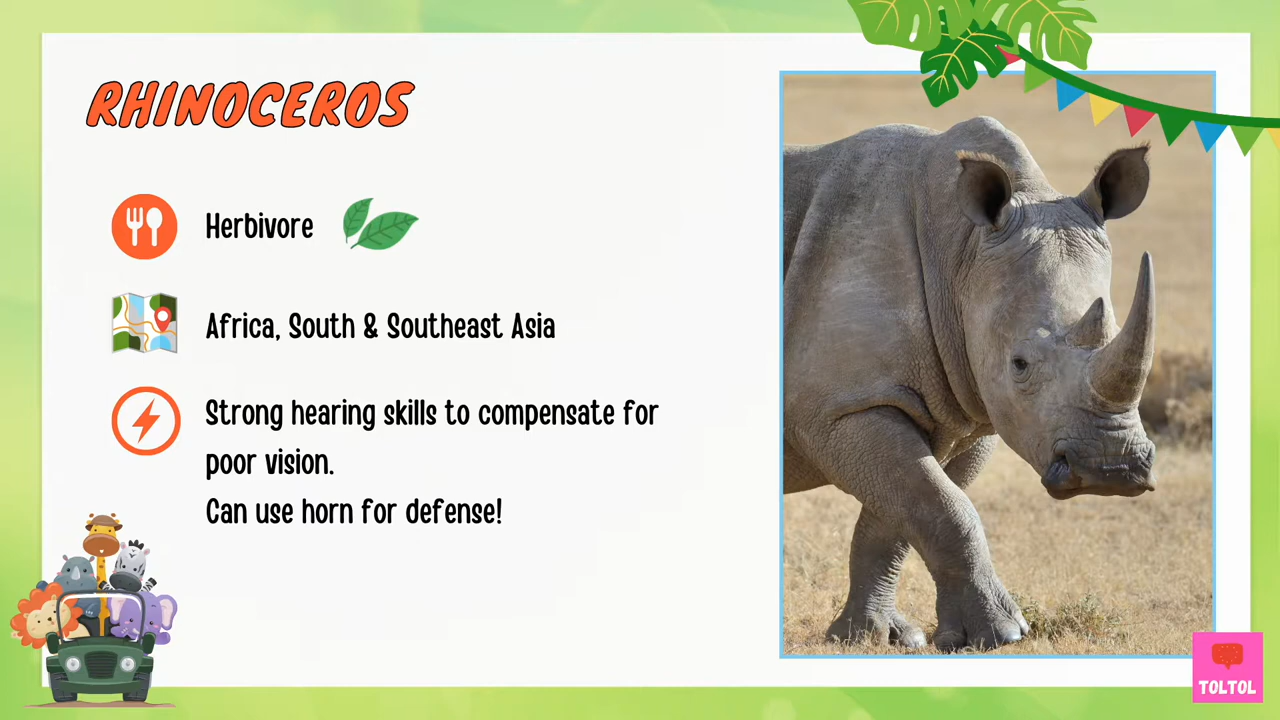 RHINOCEROS
Herbivore
Africa, South & Southeast Asia
Strong hearing skills to compensate for
poor vision.
Can use horn for defense!
TOLTOL